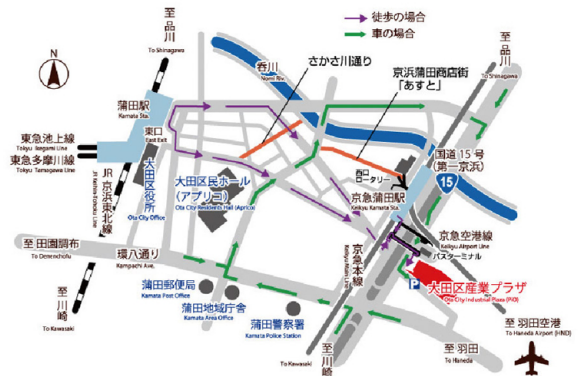 N
徒歩の場合
車の場合
至 品川
To Shinagawa
至 品川
To Shinagawa
さかさ川通り
呑川
Nomi Riv.
京浜蒲田商店街
「あすと」
蒲田駅
Kamata Sta.
東急池上線
Tokyu Ikegami Line
東急多摩川線
Tokyu Tamagawa Line
東口
East Exit
大田区役所
Ota City Office
大田区民ホール
(アプリコ)
Ota City Residents Hall (Aprico)
JR 京浜東北線
JR Keihin-Tohoku Line
西口
ロータリー
国道15号
(第一京浜)
15
京急蒲田駅
Keikyu Kamata Sta.
京急空港線
Keikyu Airport Line
バスターミナル
至 田園調布
To Denenchofu
環八通り
Kampachi Ave.
京急本線
Keikyu Main Line
P
大田区産業プラザ
Ota City Industrial Plaza (PiO)
蒲田郵便局
Kamata Post Office
蒲田地域庁舎
Kamata Area Office
蒲田警察署
Kamata Police Station
至 川崎
To Kawasaki
To Kawasaki
至 川崎
至 羽田
To Haneda
至 羽田空港
To Haneda Airport (HND)